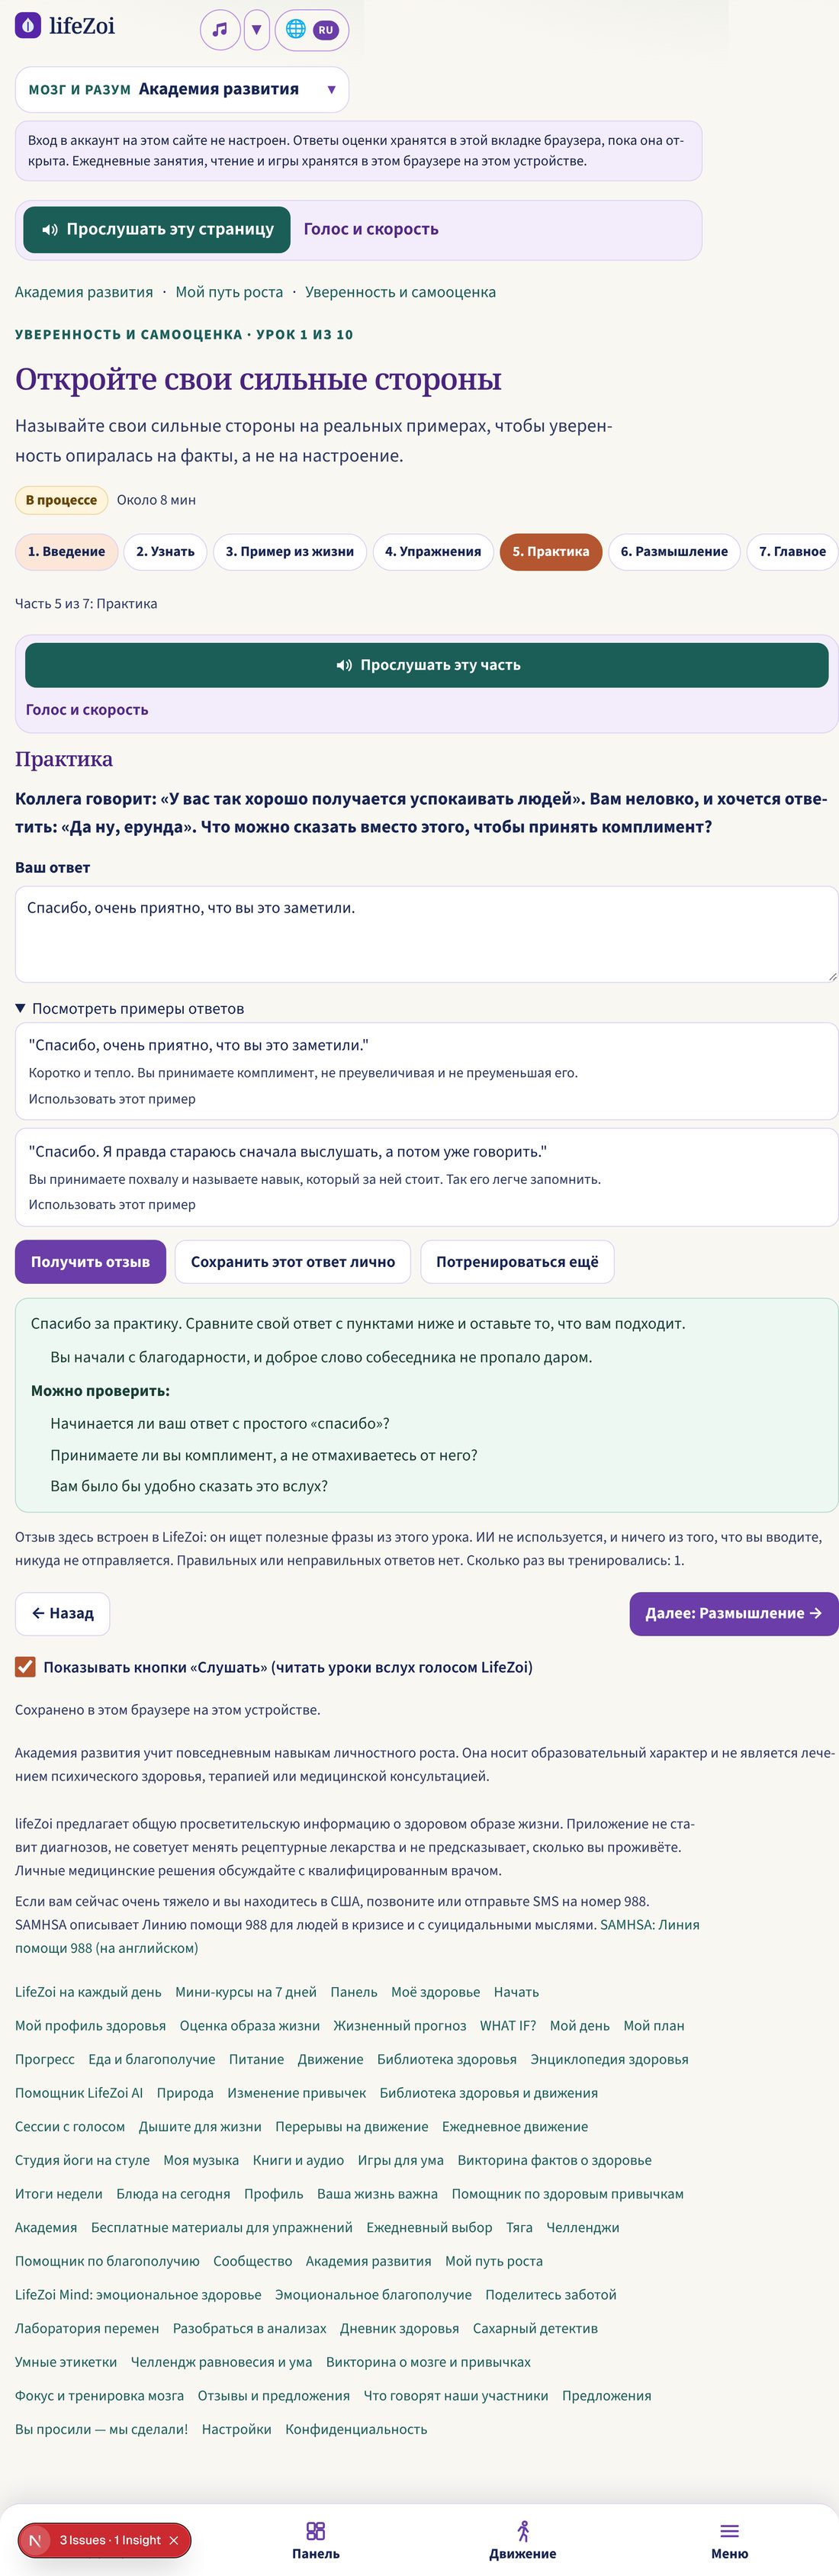 lifeZoi
▼
RU
МОЗГ И РАЗУМ Академия развития ▼
Вход в аккаунт на этом сайте не настроен. Ответы оценки хранятся в этой вкладке браузера, пока она от-
крыта. Ежедневные занятия, чтение и игры хранятся в этом браузере на этом устройстве.
Прослушать эту страницу Голос и скорость
Академия развития · Мой путь роста · Уверенность и самооценка
УВЕРЕННОСТЬ И САМООЦЕНКА · УРОК 1 ИЗ 10
Откройте свои сильные стороны
Называйте свои сильные стороны на реальных примерах, чтобы уверен-
ность опиралась на факты, а не на настроение.
В процессе Около 8 мин
1. Введение 2. Узнать 3. Пример из жизни 4. Упражнения 5. Практика 6. Размышление 7. Главное
Часть 5 из 7: Практика
Прослушать эту часть
Голос и скорость
Практика
Коллега говорит: «У вас так хорошо получается успокаивать людей». Вам неловко, и хочется отве-
тить: «Да ну, ерунда». Что можно сказать вместо этого, чтобы принять комплимент?
Ваш ответ
Спасибо, очень приятно, что вы это заметили.
▼ Посмотреть примеры ответов
"Спасибо, очень приятно, что вы это заметили."
Коротко и тепло. Вы принимаете комплимент, не преувеличивая и не преуменьшая его.
Использовать этот пример
"Спасибо. Я правда стараюсь сначала выслушать, а потом уже говорить."
Вы принимаете похвалу и называете навык, который за ней стоит. Так его легче запомнить.
Использовать этот пример
Получить отзыв Сохранить этот ответ лично Потренироваться ещё
Спасибо за практику. Сравните свой ответ с пунктами ниже и оставьте то, что вам подходит.
Вы начали с благодарности, и доброе слово собеседника не пропало даром.
Можно проверить:
Начинается ли ваш ответ с простого «спасибо»?
Принимаете ли вы комплимент, а не отмахиваетесь от него?
Вам было бы удобно сказать это вслух?
Отзыв здесь встроен в LifeZoi: он ищет полезные фразы из этого урока. ИИ не используется, и ничего из того, что вы вводите,
никуда не отправляется. Правильных или неправильных ответов нет. Сколько раз вы тренировались: 1.
← Назад Далее: Размышление →
Показывать кнопки «Слушать» (читать уроки вслух голосом LifeZoi)
Сохранено в этом браузере на этом устройстве.
Академия развития учит повседневным навыкам личностного роста. Она носит образовательный характер и не является лече-
нием психического здоровья, терапией или медицинской консультацией.
lifeZoi предлагает общую просветительскую информацию о здоровом образе жизни. Приложение не ста-
вит диагнозов, не советует менять рецептурные лекарства и не предсказывает, сколько вы проживёте.
Личные медицинские решения обсуждайте с квалифицированным врачом.
Если вам сейчас очень тяжело и вы находитесь в США, позвоните или отправьте SMS на номер 988.
SAMHSA описывает Линию помощи 988 для людей в кризисе и с суицидальными мыслями. SAMHSA: Линия
помощи 988 (на английском)
LifeZoi на каждый день Мини-курсы на 7 дней Панель Моё здоровье Начать
Мой профиль здоровья Оценка образа жизни Жизненный прогноз WHAT IF? Мой день Мой план
Прогресс Еда и благополучие Питание Движение Библиотека здоровья Энциклопедия здоровья
Помощник LifeZoi AI Природа Изменение привычек Библиотека здоровья и движения
Сессии с голосом Дышите для жизни Перерывы на движение Ежедневное движение
Студия йоги на стуле Моя музыка Книги и аудио Игры для ума Викторина фактов о здоровье
Итоги недели Блюда на сегодня Профиль Ваша жизнь важна Помощник по здоровым привычкам
Академия Бесплатные материалы для упражнений Ежедневный выбор Тяга Челленджи
Помощник по благополучию Сообщество Академия развития Мой путь роста
LifeZoi Mind: эмоциональное здоровье Эмоциональное благополучие Поделитесь заботой
Лаборатория перемен Разобраться в анализах Дневник здоровья Сахарный детектив
Умные этикетки Челлендж равновесия и ума Викторина о мозге и привычках
Фокус и тренировка мозга Отзывы и предложения Что говорят наши участники Предложения
Вы просили — мы сделали! Настройки Конфиденциальность
N 3 Issues · 1 Insight ×
Панель Движение Меню